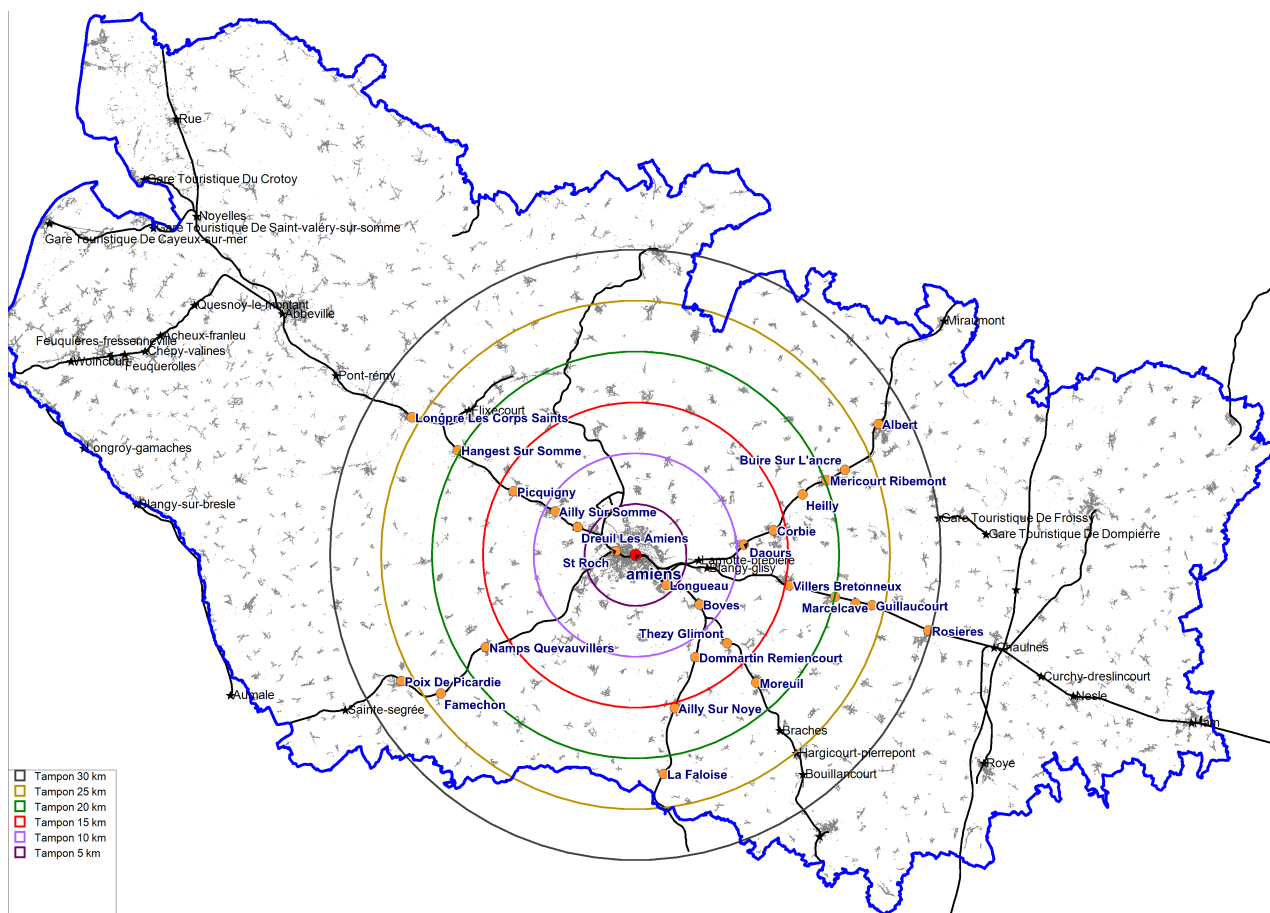 Rue
Gare Touristique Du Crotoy
Noyelles
Gare Touristique De Saint-valéry-sur-somme
Gare Touristique De Cayeux-sur-mer
Quesnoy-le-montant
Abbeville
Miraumont
Acheux-franleu
Feuquières-fressenneville
Chepy-valines
Woincourt
Feuquerolles
Pont-rémy
Flixecourt
Longpré Les Corps Saints
Albert
Longroy-gamaches
Hangest Sur Somme
Buire Sur L'ancre
Mericourt Ribemont
Picquigny
Heilly
Blangy-sur-bresle
Ailly Sur Somme
Gare Touristique De Froissy
Corbie
Gare Touristique De Dompierre
Dreuil Les Amiens
Daours
St Roch
Lamotte-brebière
Blangy-glisy
amiens
Longueau
Villers Bretonneux
Boves
Marcelcave
Guillaucourt
Thezy Glimont
Rosieres
Namps Quevauvillers
Chaulnes
Dommartin Remiencourt
Curchy-dreslincourt
Poix De Picardie
Moreuil
Famechon
Aumale
Nesle
Sainte-segrée
Ailly Sur Noye
Ham
Braches
Hargicourt-pierrepont
Roye
La Faloise
Bouillancourt
Tampon 30 km
Tampon 25 km
Tampon 20 km
Tampon 15 km
Tampon 10 km
Tampon 5 km